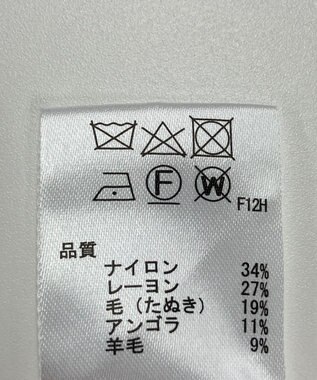 F W F12H
品質
ナイロン 34%
レーヨン 27%
毛（たぬき） 19%
アンゴラ 11%
羊毛 9%